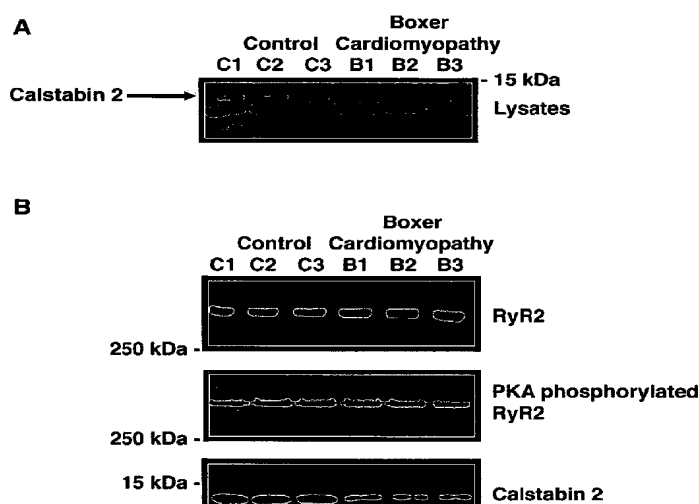 A
Boxer
Control Cardiomyopathy
C1 C2 C3 B1 B2 B3
- 15 kDa
Calstabin 2
Lysates
B
Boxer
Control Cardiomyopathy
C1 C2 C3 B1 B2 B3
RyR2
250 kDa -
PKA phosphorylated
RyR2
250 kDa -
15 kDa -
Calstabin 2